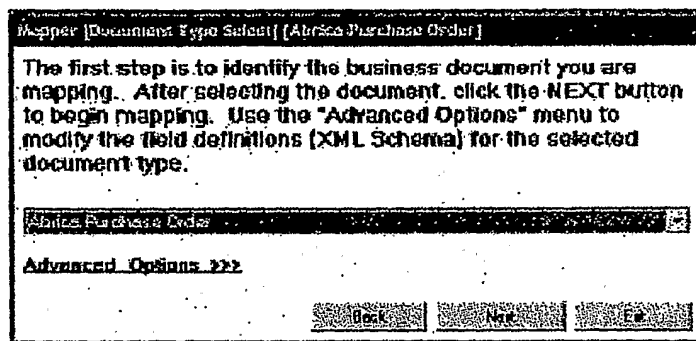 Mapper [Document Type Select] [Abrico Purchase Order]
The first step is to identify the business document you are
mapping. After selecting the document, click the NEXT button
to begin mapping. Use the "Advanced Options" menu to
modify the field definitions (XML Schema) for the selected
document type.
Purchase Order
Advanced Options >>>
Back Next Exit